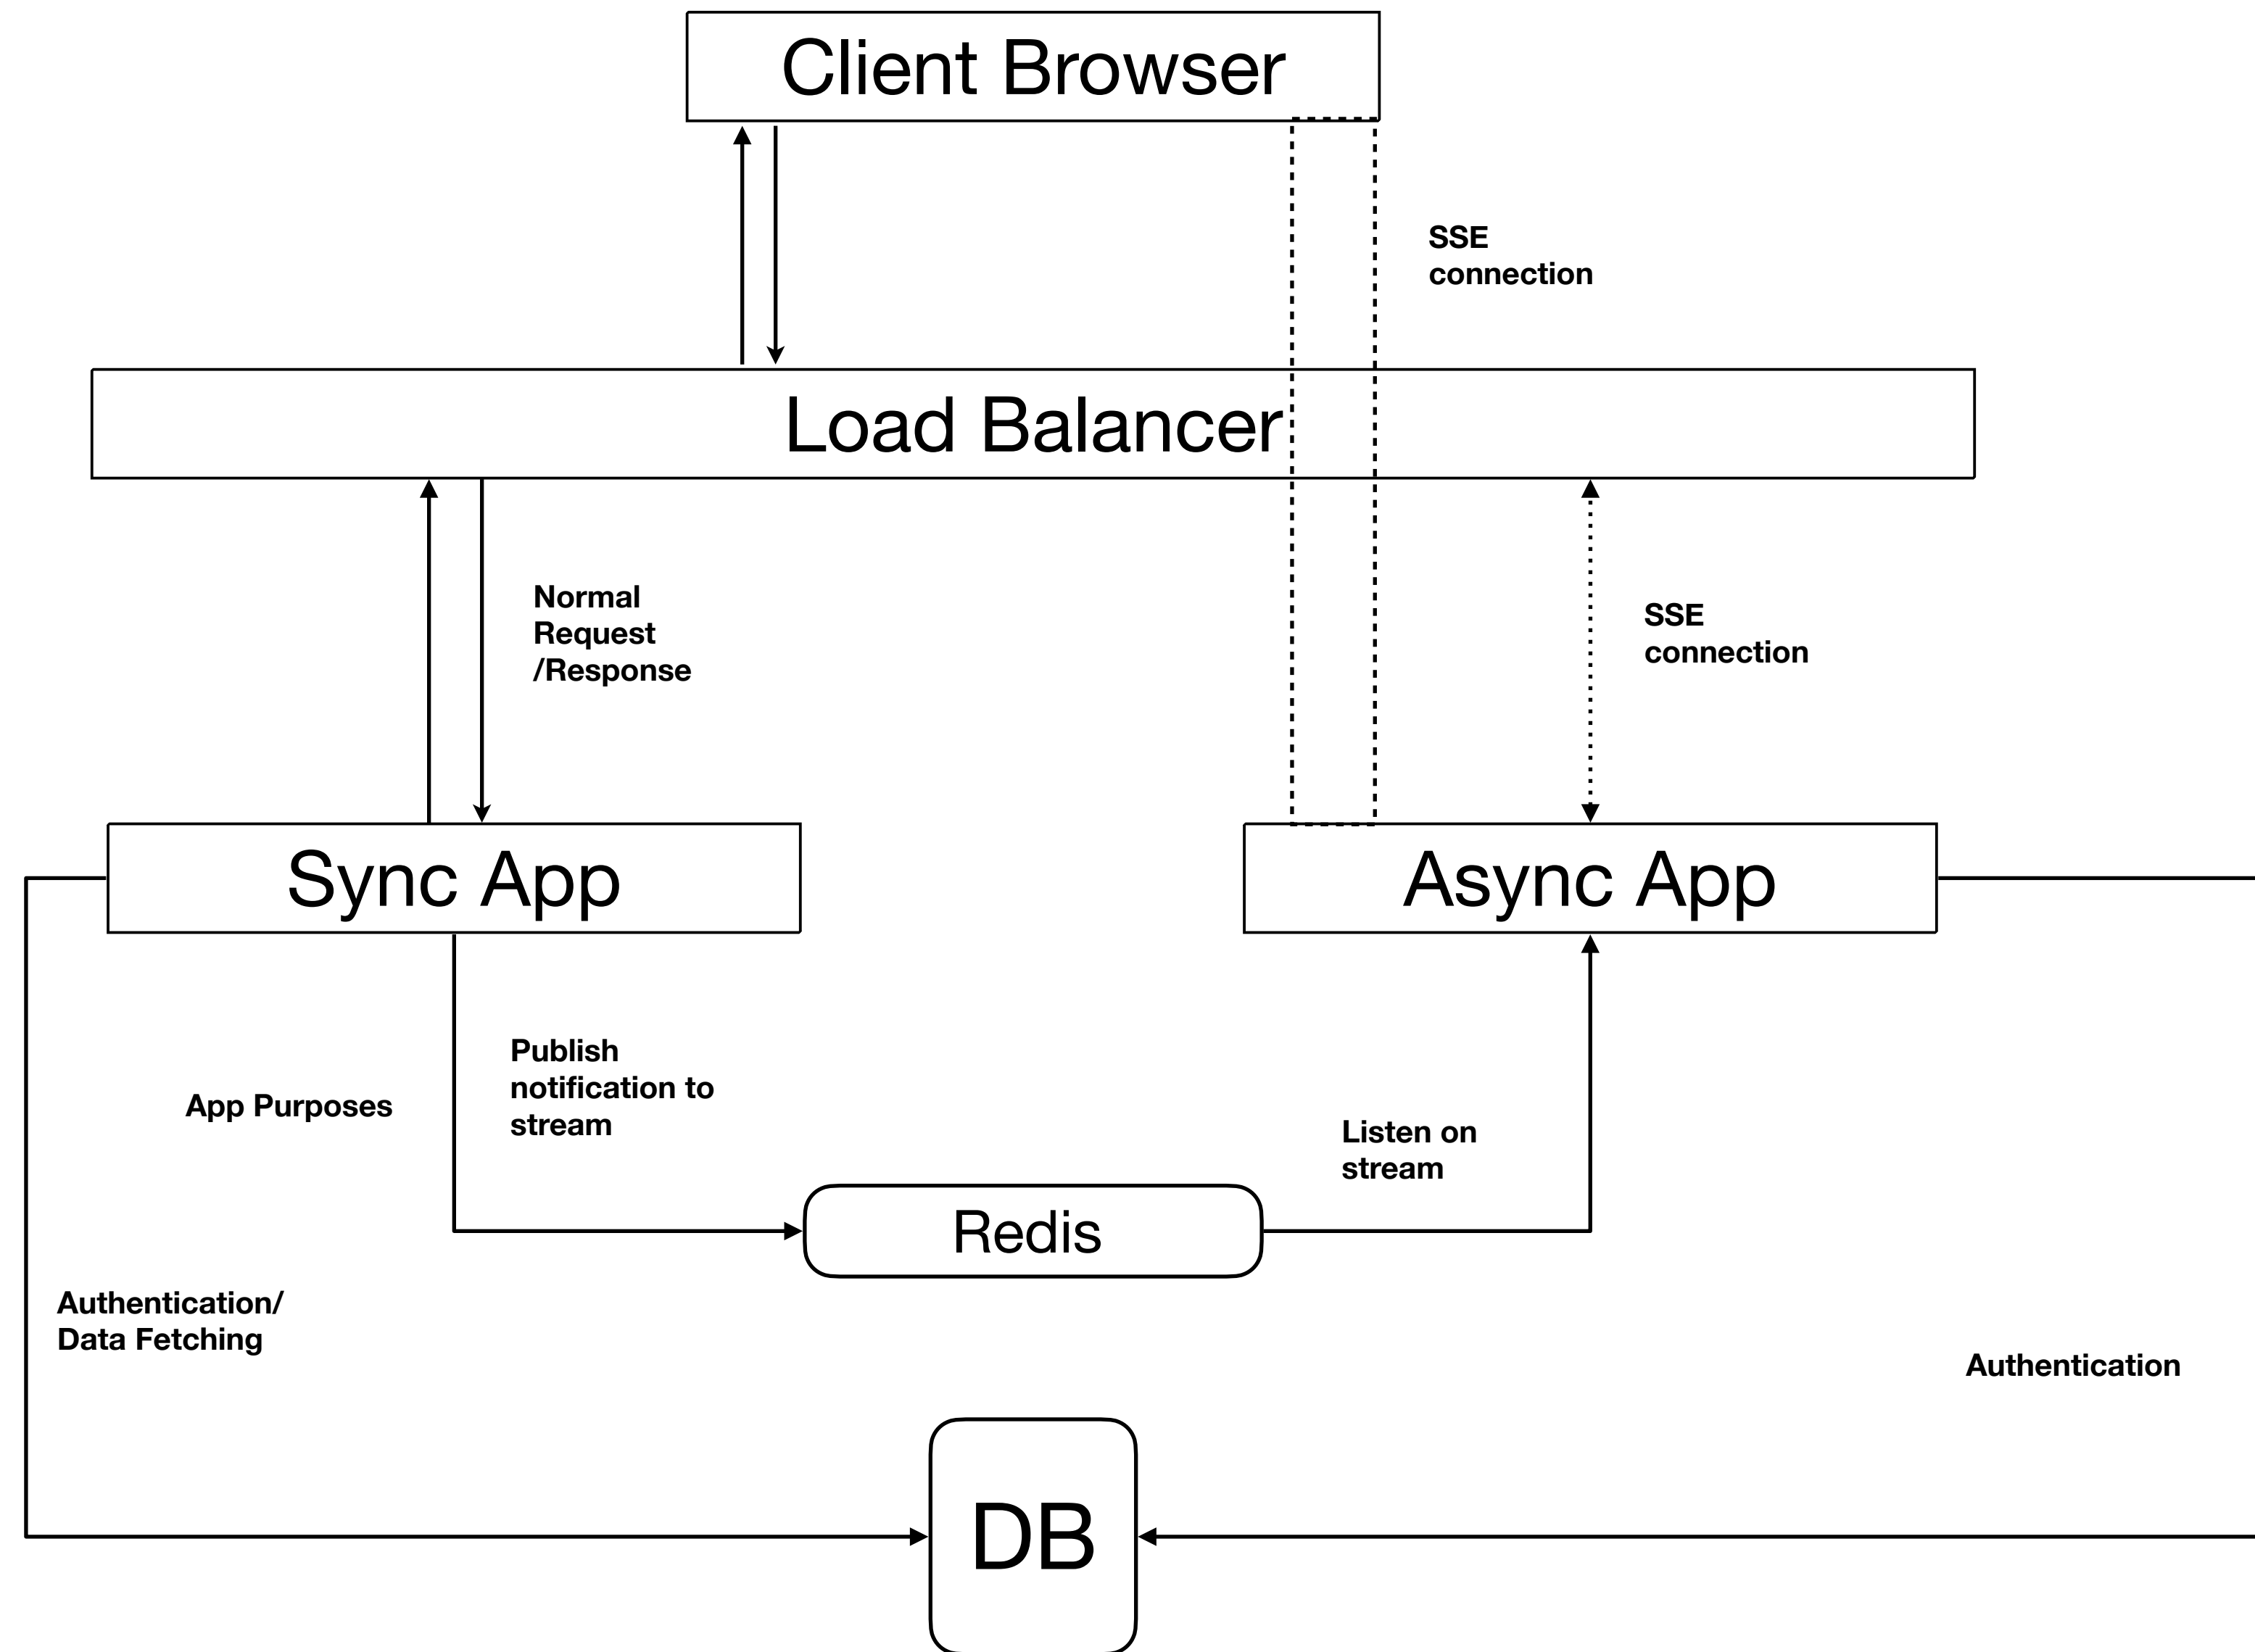 Client Browser
SSE
connection
Load Balancer
Normal
Request
/Response
SSE
connection
Sync App
Async App
Publish
notification to
stream
App Purposes
Listen on
stream
Redis
Authentication/
Data Fetching
Authentication
DB